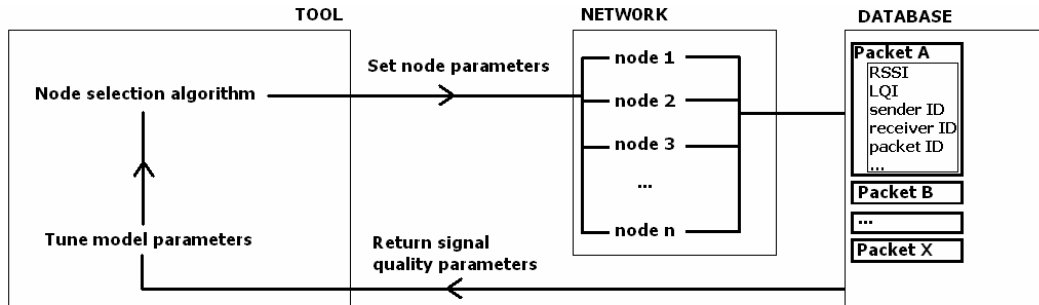 TOOL
NETWORK
DATABASE
Set node parameters
Node selection algorithm
Tune model parameters
Return signal
quality parameters
node 1
node 2
node 3
...
node n
Packet A
RSSI
LQI
sender ID
receiver ID
packet ID
...
Packet B
...
Packet X